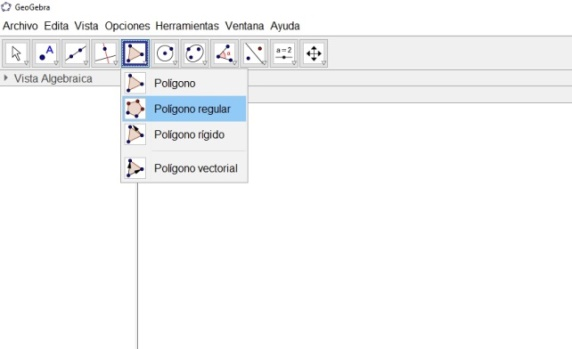 GeoGebra
Archivo Edita Vista Opciones Herramientas Ventana Ayuda
A
a=2
Vista Algebraica
Polígono
Polígono regular
Polígono rígido
Polígono vectorial